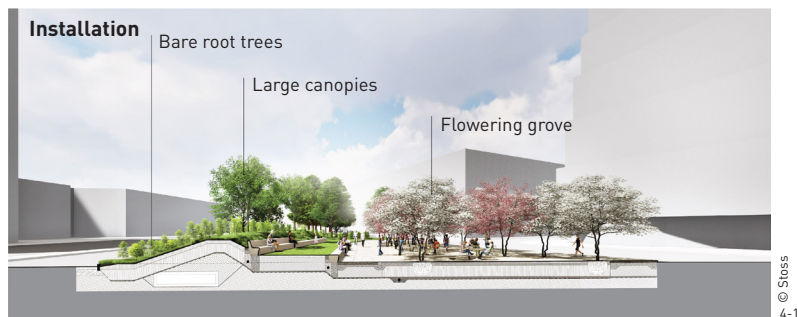 Installation
Bare root trees
Large canopies
Flowering grove
© Stoss
4-1